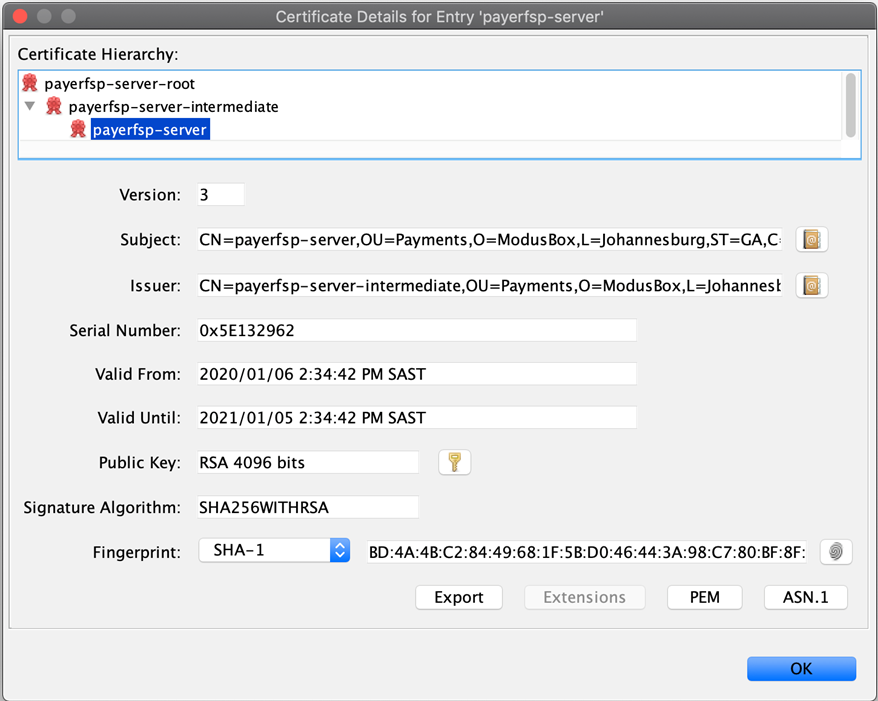 Certificate Details for Entry 'payerfsp-server'
Certificate Hierarchy:
payerfsp-server-root
payerfsp-server-intermediate
payerfsp-server
Version: 3
Subject: CN=payerfsp-server,OU=Payments,O=ModusBox,L=Johannesburg,ST=GA,C=
Issuer: CN=payerfsp-server-intermediate,OU=Payments,O=ModusBox,L=Johannesb
Serial Number: 0x5E132962
Valid From: 2020/01/06 2:34:42 PM SAST
Valid Until: 2021/01/05 2:34:42 PM SAST
Public Key: RSA 4096 bits
Signature Algorithm: SHA256WITHRSA
Fingerprint: SHA-1 BD:4A:4B:C2:84:49:68:1F:5B:D0:46:44:3A:98:C7:80:BF:8F:
Export Extensions PEM ASN.1
OK